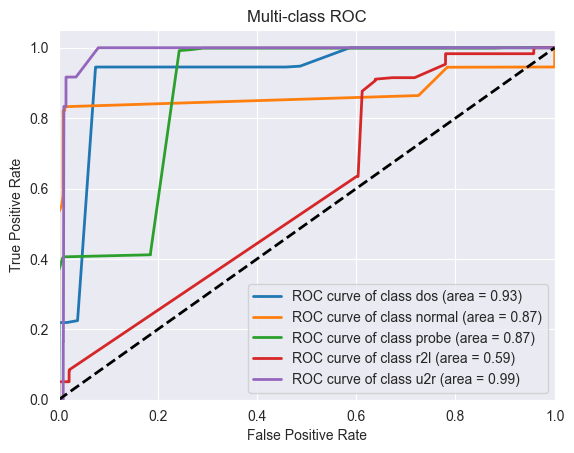 Multi-class ROC
True Positive Rate
1.0
0.8
0.6
0.4
0.2
0.0
ROC curve of class dos (area = 0.93)
ROC curve of class normal (area = 0.87)
ROC curve of class probe (area = 0.87)
ROC curve of class r2l (area = 0.59)
ROC curve of class u2r (area = 0.99)
0.0 0.2 0.4 0.6 0.8 1.0
False Positive Rate